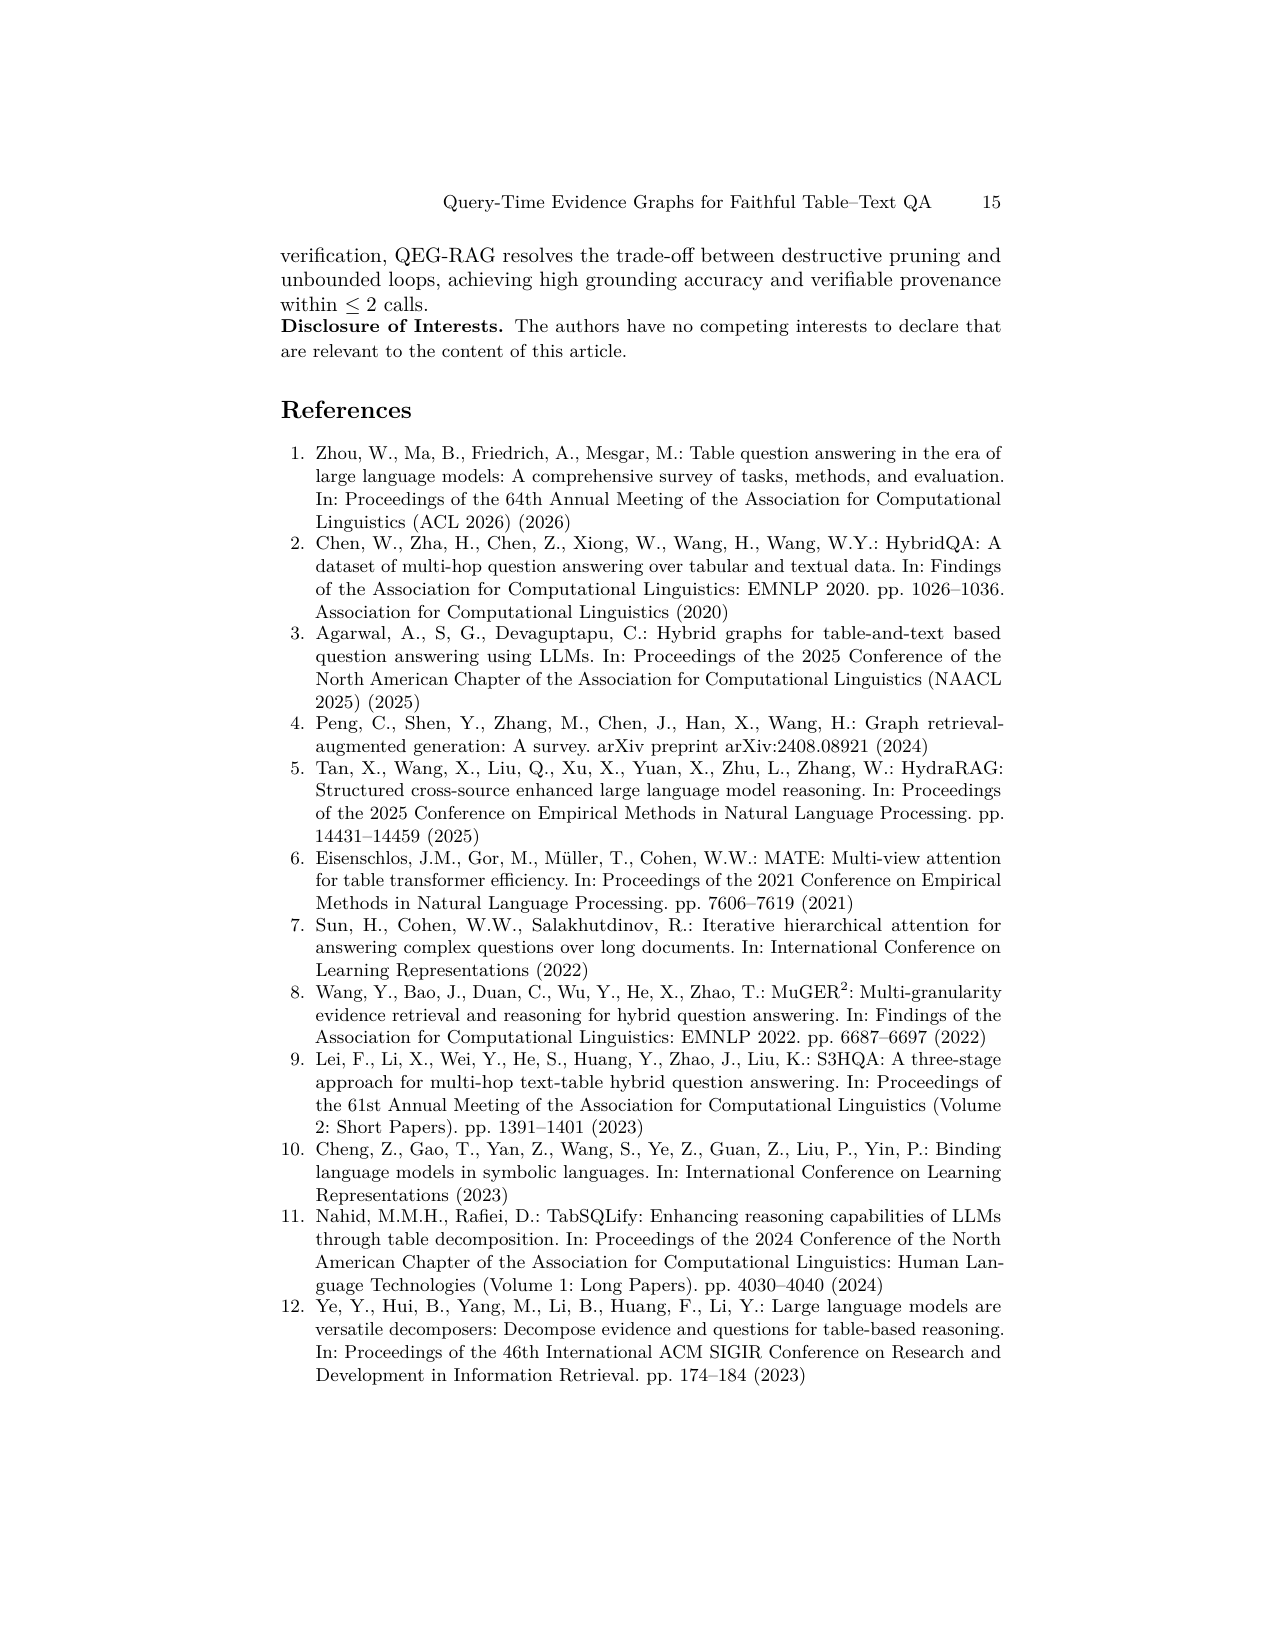 Query-Time Evidence Graphs for Faithful Table–Text QA 15
verification, QEG-RAG resolves the trade-off between destructive pruning and
unbounded loops, achieving high grounding accuracy and verifiable provenance
within ≤ 2 calls.
Disclosure of Interests. The authors have no competing interests to declare that
are relevant to the content of this article.
References
1. Zhou, W., Ma, B., Friedrich, A., Mesgar, M.: Table question answering in the era of
large language models: A comprehensive survey of tasks, methods, and evaluation.
In: Proceedings of the 64th Annual Meeting of the Association for Computational
Linguistics (ACL 2026) (2026)
2. Chen, W., Zha, H., Chen, Z., Xiong, W., Wang, H., Wang, W.Y.: HybridQA: A
dataset of multi-hop question answering over tabular and textual data. In: Findings
of the Association for Computational Linguistics: EMNLP 2020. pp. 1026–1036.
Association for Computational Linguistics (2020)
3. Agarwal, A., S, G., Devaguptapu, C.: Hybrid graphs for table-and-text based
question answering using LLMs. In: Proceedings of the 2025 Conference of the
North American Chapter of the Association for Computational Linguistics (NAACL
2025) (2025)
4. Peng, C., Shen, Y., Zhang, M., Chen, J., Han, X., Wang, H.: Graph retrieval-
augmented generation: A survey. arXiv preprint arXiv:2408.08921 (2024)
5. Tan, X., Wang, X., Liu, Q., Xu, X., Yuan, X., Zhu, L., Zhang, W.: HydraRAG:
Structured cross-source enhanced large language model reasoning. In: Proceedings
of the 2025 Conference on Empirical Methods in Natural Language Processing. pp.
14431–14459 (2025)
6. Eisenschlos, J.M., Gor, M., Müller, T., Cohen, W.W.: MATE: Multi-view attention
for table transformer efficiency. In: Proceedings of the 2021 Conference on Empirical
Methods in Natural Language Processing. pp. 7606–7619 (2021)
7. Sun, H., Cohen, W.W., Salakhutdinov, R.: Iterative hierarchical attention for
answering complex questions over long documents. In: International Conference on
Learning Representations (2022)
8. Wang, Y., Bao, J., Duan, C., Wu, Y., He, X., Zhao, T.: MuGER²: Multi-granularity
evidence retrieval and reasoning for hybrid question answering. In: Findings of the
Association for Computational Linguistics: EMNLP 2022. pp. 6687–6697 (2022)
9. Lei, F., Li, X., Wei, Y., He, S., Huang, Y., Zhao, J., Liu, K.: S3HQA: A three-stage
approach for multi-hop text-table hybrid question answering. In: Proceedings of
the 61st Annual Meeting of the Association for Computational Linguistics (Volume
2: Short Papers). pp. 1391–1401 (2023)
10. Cheng, Z., Gao, T., Yan, Z., Wang, S., Ye, Z., Guan, Z., Liu, P., Yin, P.: Binding
language models in symbolic languages. In: International Conference on Learning
Representations (2023)
11. Nahid, M.M.H., Rafiei, D.: TabSQLify: Enhancing reasoning capabilities of LLMs
through table decomposition. In: Proceedings of the 2024 Conference of the North
American Chapter of the Association for Computational Linguistics: Human Lan-
guage Technologies (Volume 1: Long Papers). pp. 4030–4040 (2024)
12. Ye, Y., Hui, B., Yang, M., Li, B., Huang, F., Li, Y.: Large language models are
versatile decomposers: Decompose evidence and questions for table-based reasoning.
In: Proceedings of the 46th International ACM SIGIR Conference on Research and
Development in Information Retrieval. pp. 174–184 (2023)